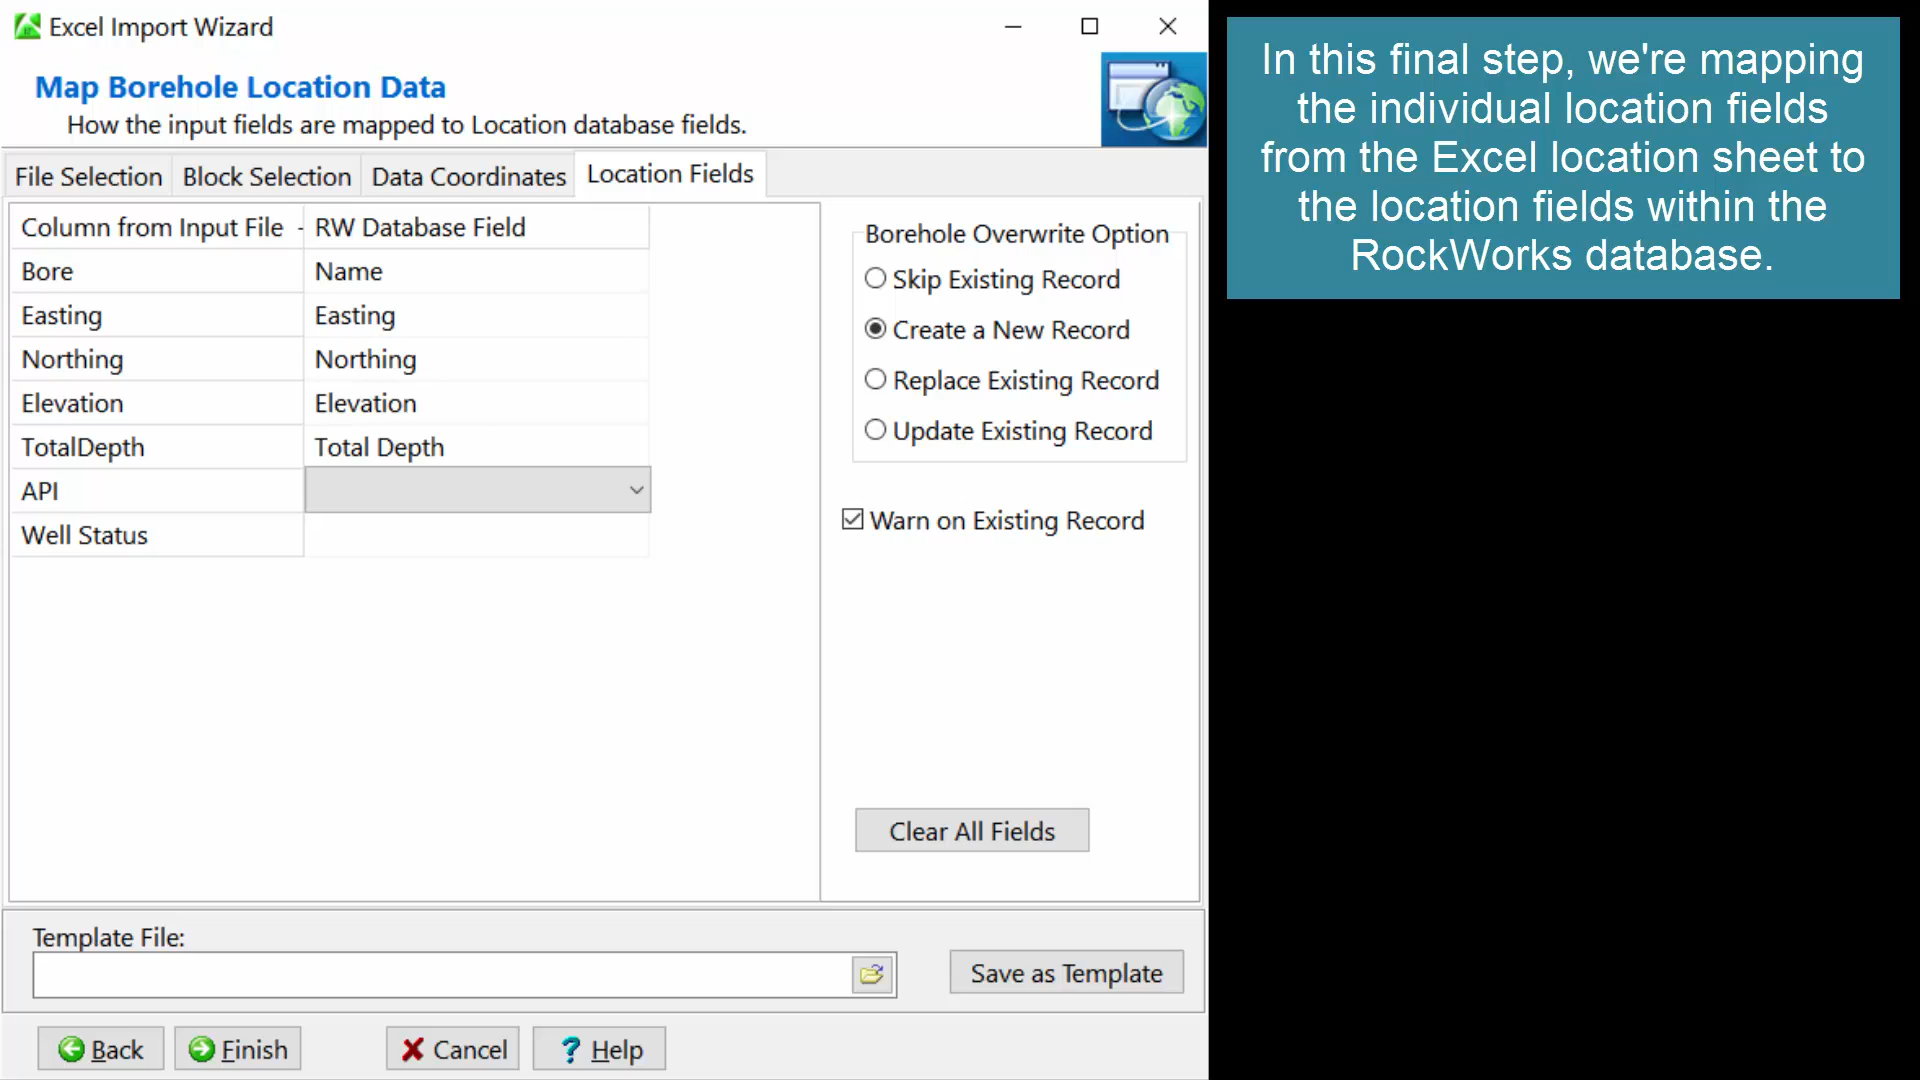 Excel Import Wizard
Map Borehole Location Data
How the input fields are mapped to Location database fields.
File Selection Block Selection Data Coordinates Location Fields
Column from Input File - RW Database Field
Bore Name
Easting Easting
Northing Northing
Elevation Elevation
TotalDepth Total Depth
API
Well Status
Borehole Overwrite Option
Skip Existing Record
Create a New Record
Replace Existing Record
Update Existing Record
Warn on Existing Record
Clear All Fields
Template File:
Save as Template
Back Finish Cancel ? Help
In this final step, we're mapping
the individual location fields
from the Excel location sheet to
the location fields within the
RockWorks database.